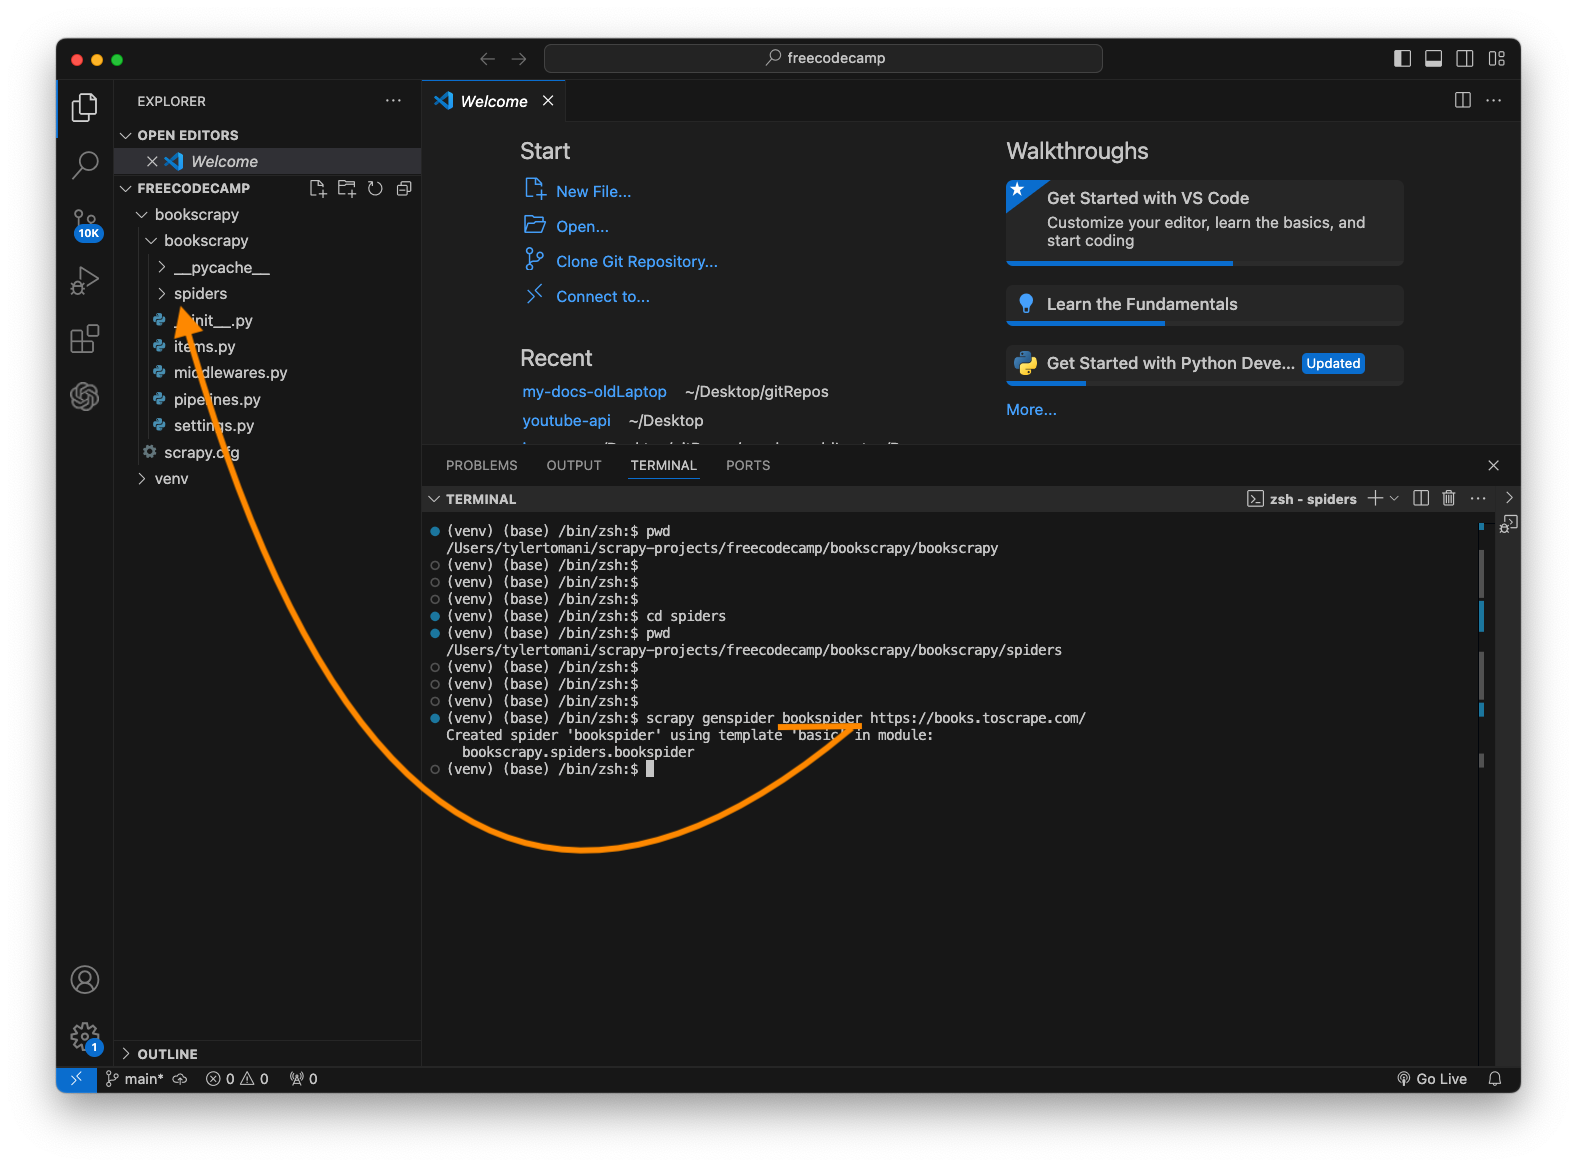 freecodecamp
EXPLORER
OPEN EDITORS
Welcome
FREECODECAMP
bookscrapy
bookscrapy
__pycache__
spiders
__init__.py
items.py
middlewares.py
pipelines.py
settings.py
scrapy.cfg
venv
10K
1
OUTLINE
Welcome
Start
New File...
Open...
Clone Git Repository...
Connect to...
Recent
my-docs-oldLaptop ~/Desktop/gitRepos
youtube-api ~/Desktop
Walkthroughs
Get Started with VS Code
Customize your editor, learn the basics, and
start coding
Learn the Fundamentals
Get Started with Python Deve... Updated
More...
PROBLEMS OUTPUT TERMINAL PORTS
TERMINAL
zsh - spiders
(venv) (base) /bin/zsh:$ pwd
/Users/tylertomani/scrapy-projects/freecodecamp/bookscrapy/bookscrapy
(venv) (base) /bin/zsh:$
(venv) (base) /bin/zsh:$
(venv) (base) /bin/zsh:$
(venv) (base) /bin/zsh:$ cd spiders
(venv) (base) /bin/zsh:$ pwd
/Users/tylertomani/scrapy-projects/freecodecamp/bookscrapy/bookscrapy/spiders
(venv) (base) /bin/zsh:$
(venv) (base) /bin/zsh:$
(venv) (base) /bin/zsh:$
(venv) (base) /bin/zsh:$ scrapy genspider bookspider https://books.toscrape.com/
Created spider 'bookspider' using template 'basic' in module:
bookscrapy.spiders.bookspider
(venv) (base) /bin/zsh:$
main* 0 0 0
Go Live